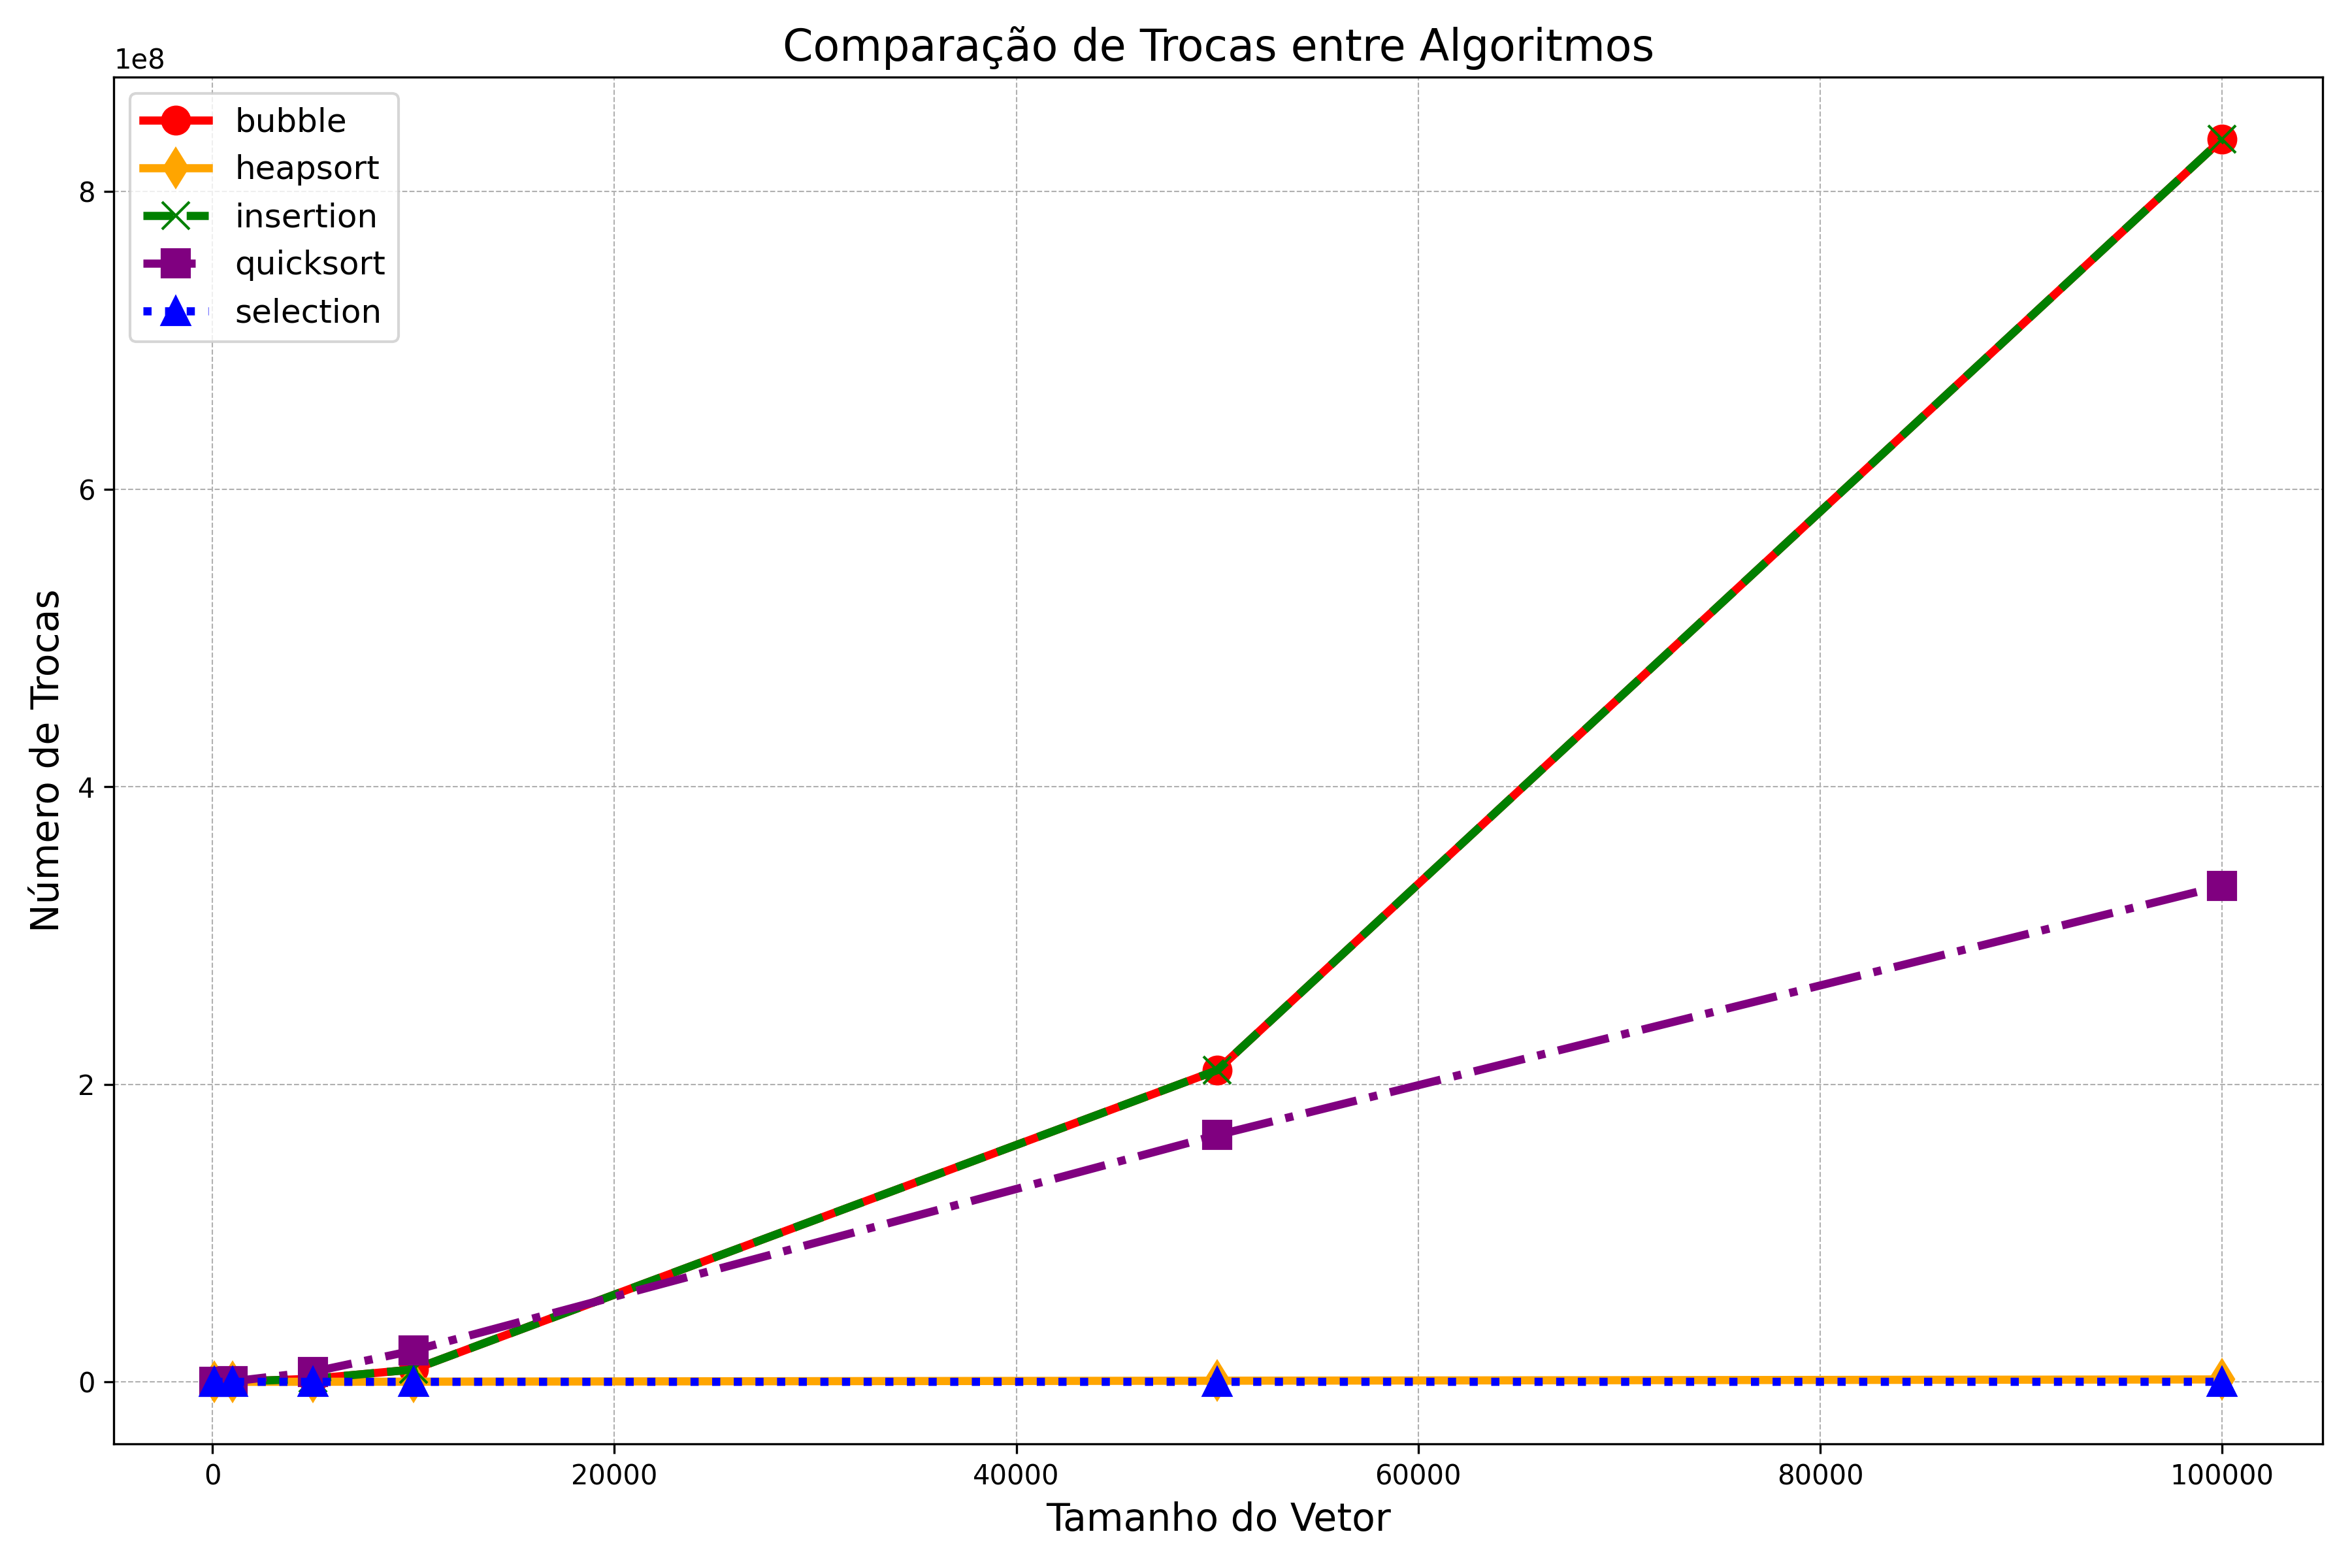 Comparação de Trocas entre Algoritmos
1e8
bubble
heapsort
insertion
quicksort
selection
8
6
4
2
0
Número de Trocas
0 20000 40000 60000 80000 100000
Tamanho do Vetor